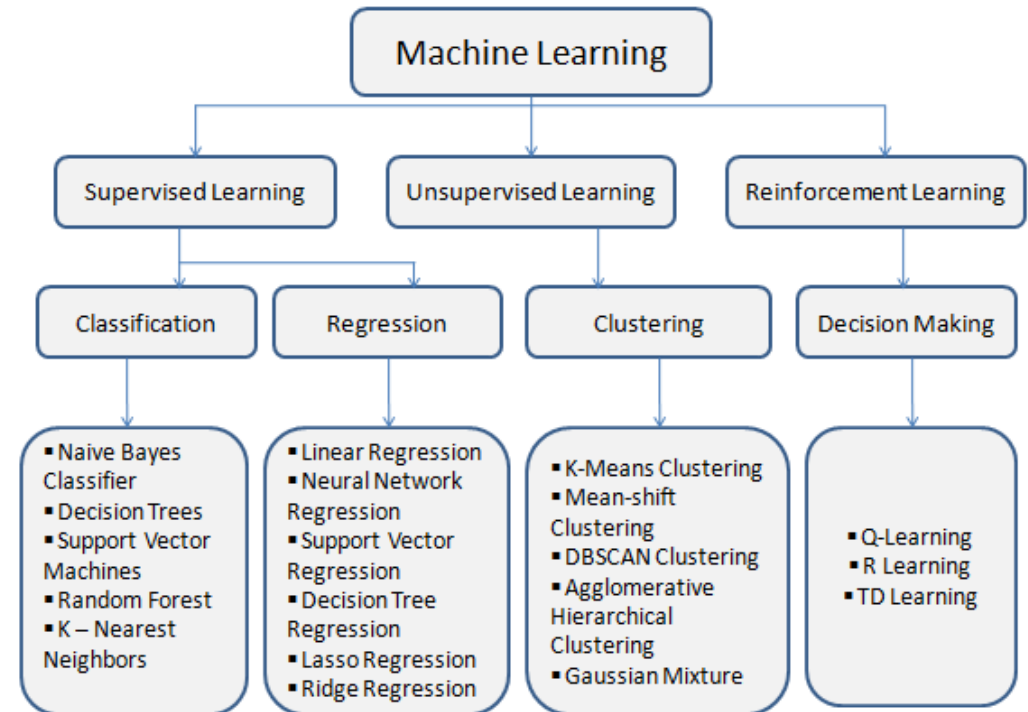 Machine Learning
Supervised Learning
Unsupervised Learning
Reinforcement Learning
Classification
Regression
Clustering
Decision Making
▪ Naive Bayes
Classifier
▪ Decision Trees
▪ Support Vector
Machines
▪ Random Forest
▪ K – Nearest
Neighbors
▪ Linear Regression
▪ Neural Network
Regression
▪ Support Vector
Regression
▪ Decision Tree
Regression
▪ Lasso Regression
▪ Ridge Regression
▪ K-Means Clustering
▪ Mean-shift
Clustering
▪ DBSCAN Clustering
▪ Agglomerative
Hierarchical
Clustering
▪ Gaussian Mixture
▪ Q-Learning
▪ R Learning
▪ TD Learning